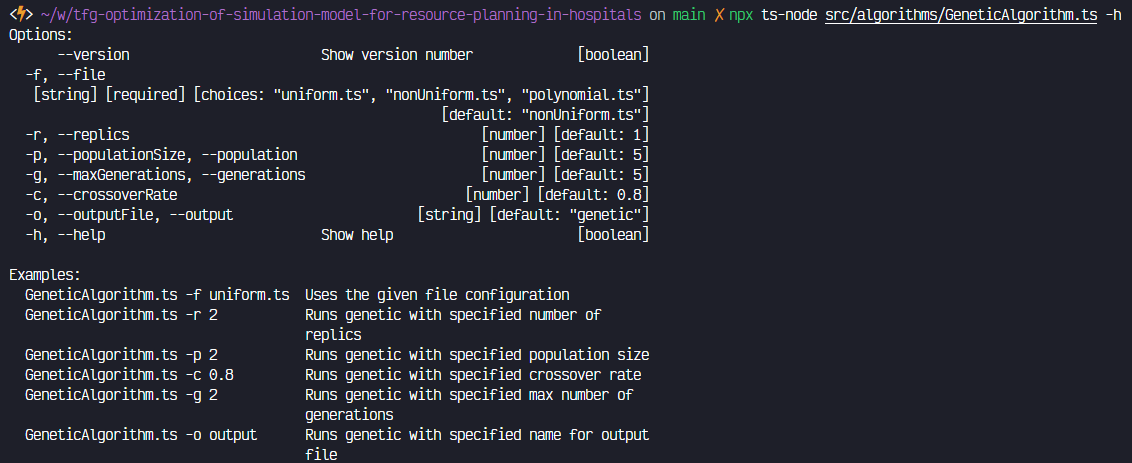 <⚡> ~/w/tfg-optimization-of-simulation-model-for-resource-planning-in-hospitals on main ✗ npx ts-node src/algorithms/GeneticAlgorithm.ts -h
Options:
      --version                       Show version number             [boolean]
  -f, --file
   [string] [required] [choices: "uniform.ts", "nonUniform.ts", "polynomial.ts"]
                                                     [default: "nonUniform.ts"]
  -r, --replics                                           [number] [default: 1]
  -p, --populationSize, --population                      [number] [default: 5]
  -g, --maxGenerations, --generations                     [number] [default: 5]
  -c, --crossoverRate                                   [number] [default: 0.8]
  -o, --outputFile, --output                      [string] [default: "genetic"]
  -h, --help                          Show help                       [boolean]

Examples:
  GeneticAlgorithm.ts -f uniform.ts  Uses the given file configuration
  GeneticAlgorithm.ts -r 2           Runs genetic with specified number of
                                     replics
  GeneticAlgorithm.ts -p 2           Runs genetic with specified population size
  GeneticAlgorithm.ts -c 0.8         Runs genetic with specified crossover rate
  GeneticAlgorithm.ts -g 2           Runs genetic with specified max number of
                                     generations
  GeneticAlgorithm.ts -o output      Runs genetic with specified name for output
                                     file